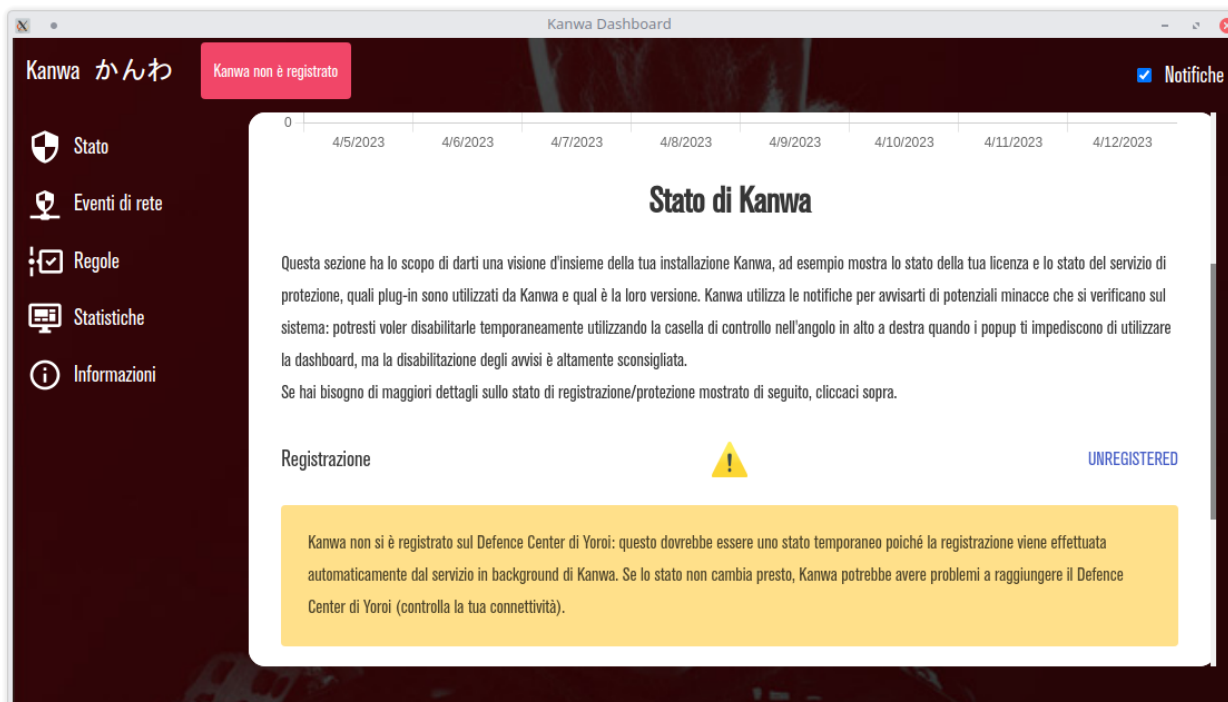 Kanwa Dashboard
Kanwa かんわ
Kanwa non è registrato
Notifiche
Stato
Eventi di rete
Regole
Statistiche
Informazioni
0
4/5/2023 4/6/2023 4/7/2023 4/8/2023 4/9/2023 4/10/2023 4/11/2023 4/12/2023
Stato di Kanwa
Questa sezione ha lo scopo di darti una visione d'insieme della tua installazione Kanwa, ad esempio mostra lo stato della tua licenza e lo stato del servizio di
protezione, quali plug-in sono utilizzati da Kanwa e qual è la loro versione. Kanwa utilizza le notifiche per avvisarti di potenziali minacce che si verificano sul
sistema: potresti voler disabilitarle temporaneamente utilizzando la casella di controllo nell'angolo in alto a destra quando i popup ti impediscono di utilizzare
la dashboard, ma la disabilitazione degli avvisi è altamente sconsigliata.
Se hai bisogno di maggiori dettagli sullo stato di registrazione/protezione mostrato di seguito, cliccaci sopra.
Registrazione
UNREGISTERED
Kanwa non si è registrato sul Defence Center di Yoroi: questo dovrebbe essere uno stato temporaneo poiché la registrazione viene effettuata
automaticamente dal servizio in background di Kanwa. Se lo stato non cambia presto, Kanwa potrebbe avere problemi a raggiungere il Defence
Center di Yoroi (controlla la tua connettività).